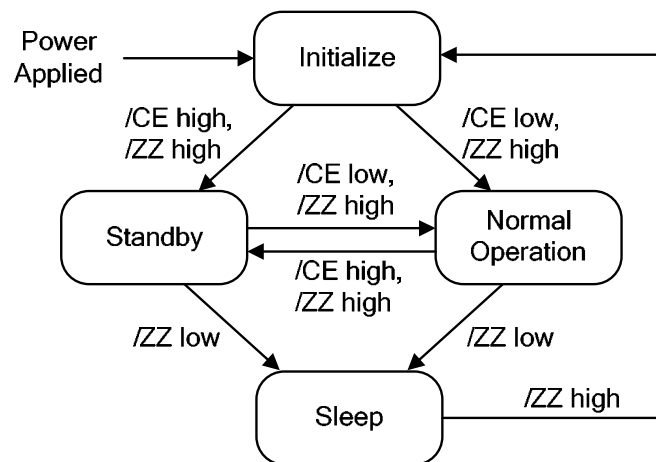 Power
Applied
Initialize
/CE high,
/ZZ high
/CE low,
/ZZ high
/CE low,
/ZZ high
Standby
Normal
Operation
/CE high,
/ZZ high
/ZZ low
/ZZ low
Sleep
/ZZ high